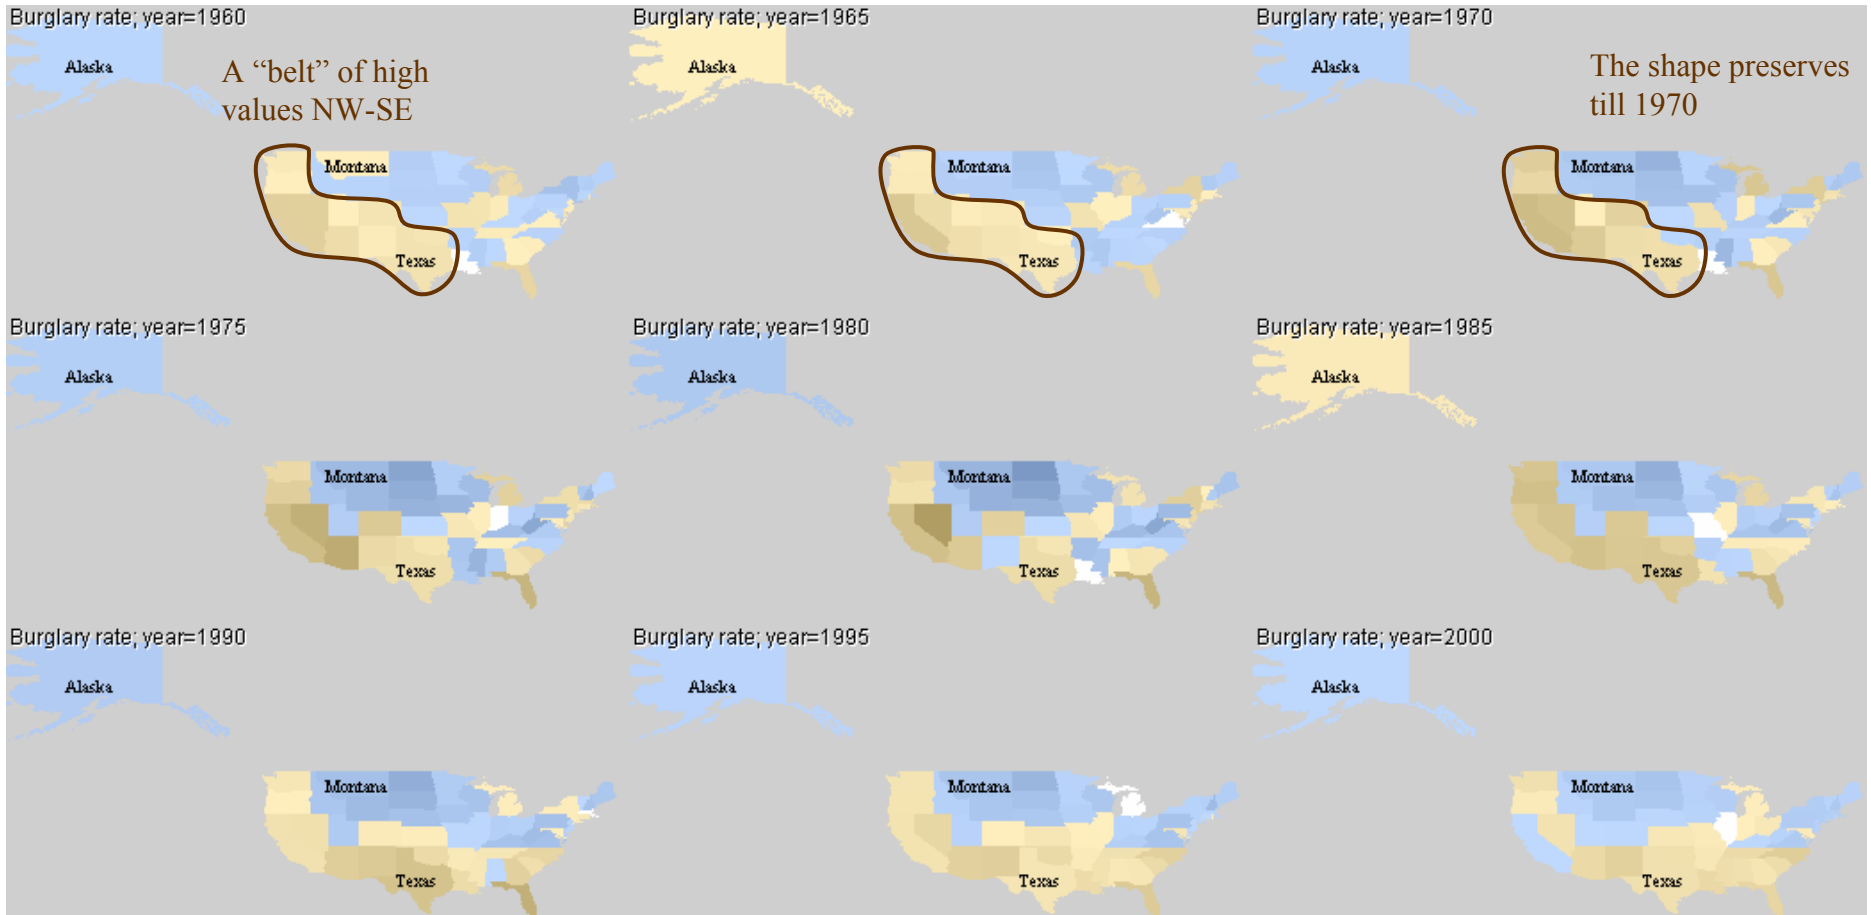 Burglary rate; year=1960
Alaska
A “belt” of high
values NW-SE
Montana
Texas
Burglary rate; year=1965
Alaska
Montana
Texas
Burglary rate; year=1970
Alaska
The shape preserves
till 1970
Montana
Texas
Burglary rate; year=1975
Alaska
Montana
Texas
Burglary rate; year=1980
Alaska
Montana
Texas
Burglary rate; year=1985
Alaska
Montana
Texas
Burglary rate; year=1990
Alaska
Montana
Texas
Burglary rate; year=1995
Alaska
Montana
Texas
Burglary rate; year=2000
Alaska
Montana
Texas